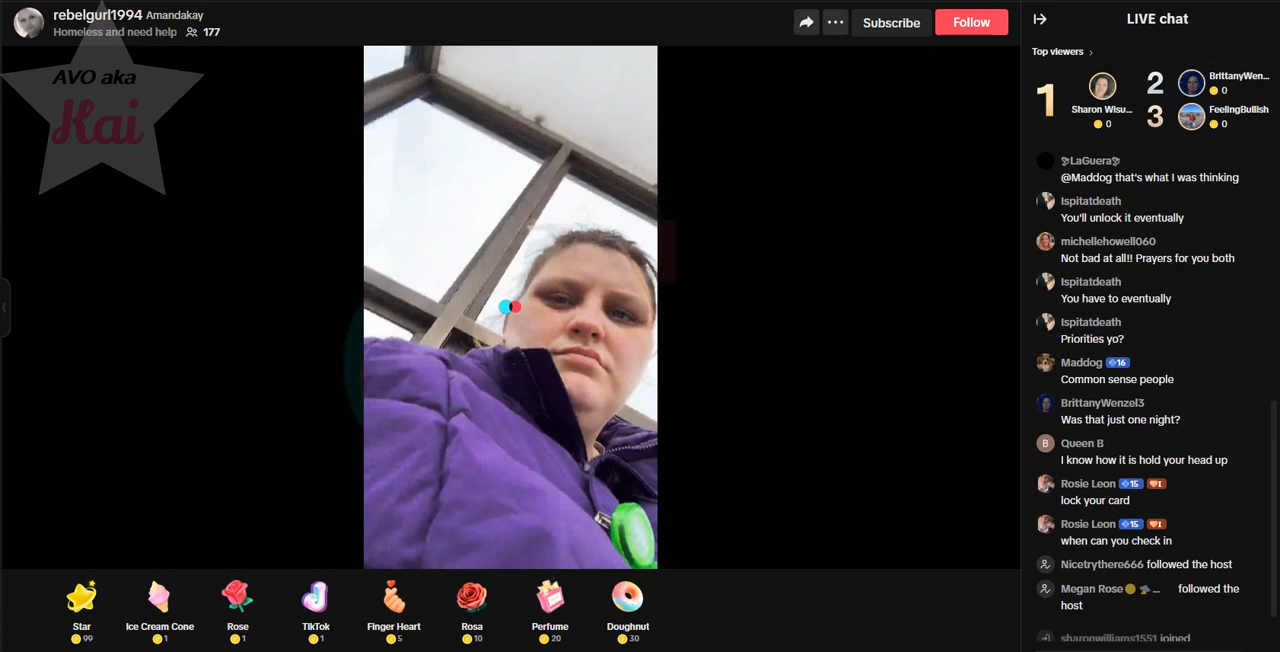 rebelgurl1994 Amandakay
Homeless and need help 177
Subscribe
Follow
AVO aka
Kai
LIVE chat
Top viewers
1
Sharon Wisu...
0
2
BrittanyWen...
0
3
FeelingBullish
0
LaGuera
@Maddog that's what I was thinking
Ispitatdeath
You'll unlock it eventually
michellehowell060
Not bad at all!! Prayers for you both
Ispitatdeath
You have to eventually
Ispitatdeath
Priorities yo?
Maddog 16
Common sense people
BrittanyWenzel3
Was that just one night?
B Queen B
I know how it is hold your head up
Rosie Leon 15 I
lock your card
Rosie Leon 15 I
when can you check in
Nicetrythere666 followed the host
Megan Rose ... followed the
host
sharonwilliams1551 joined
Star
99
Ice Cream Cone
1
Rose
1
TikTok
1
Finger Heart
5
Rosa
10
Perfume
20
Doughnut
30